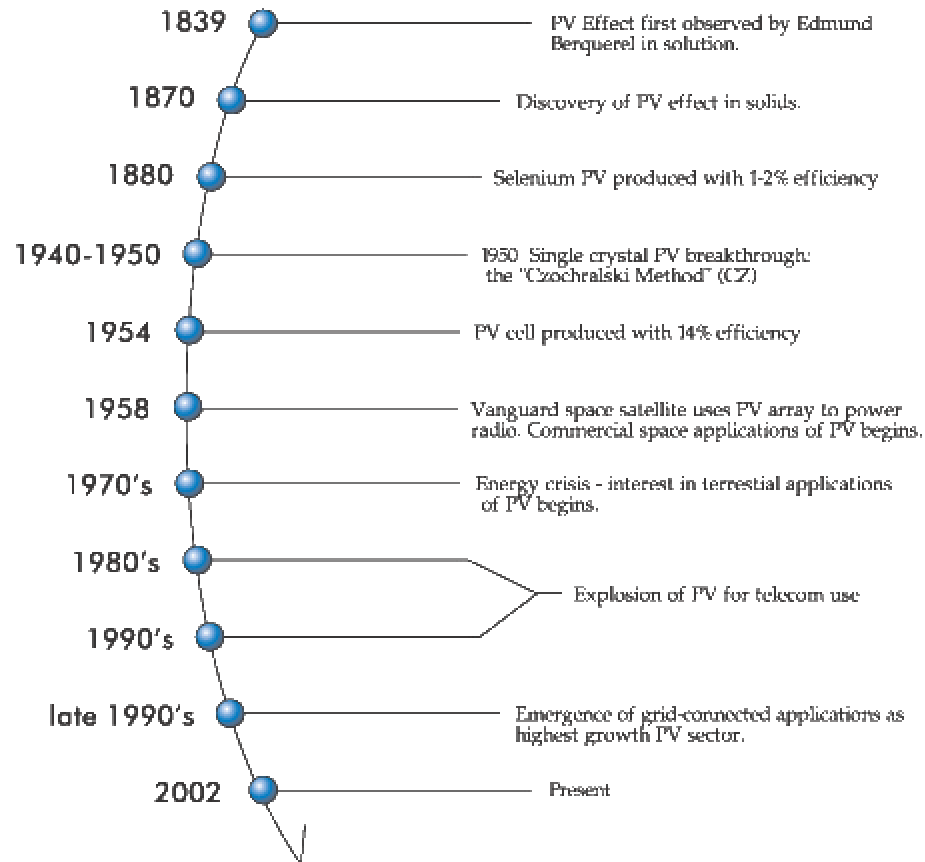 1839
PV Effect first observed by Edmund
Berquerel in solution.
1870
Discovery of PV effect in solids.
1880
Selenium PV produced with 1-2% efficiency
1940-1950
1950 Single crystal PV breakthrough:
the "Czochralski Method" (CZ)
1954
PV cell produced with 14% efficiency
1958
Vanguard space satellite uses PV array to power
radio. Commercial space applications of PV begins.
1970's
Energy crisis - interest in terrestial applications
of PV begins.
1980's
Explosion of PV for telecom use
1990's
late 1990's
Emergence of grid-connected applications as
highest growth PV sector.
2002
Present